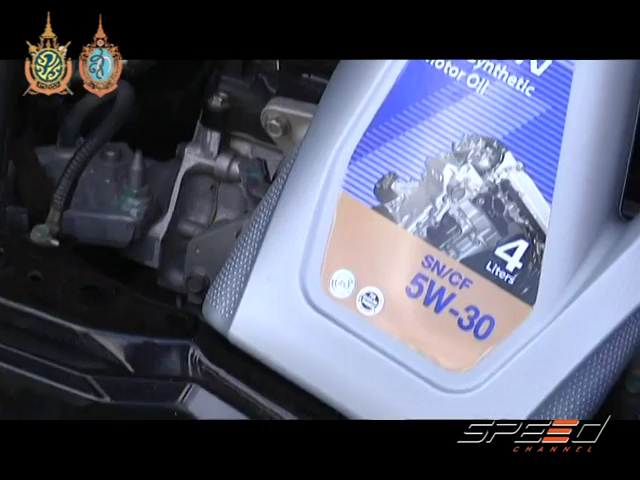 Synthetic
Motor Oil
4
Liters
SN/CF
5W-30
SPEED
CHANNEL